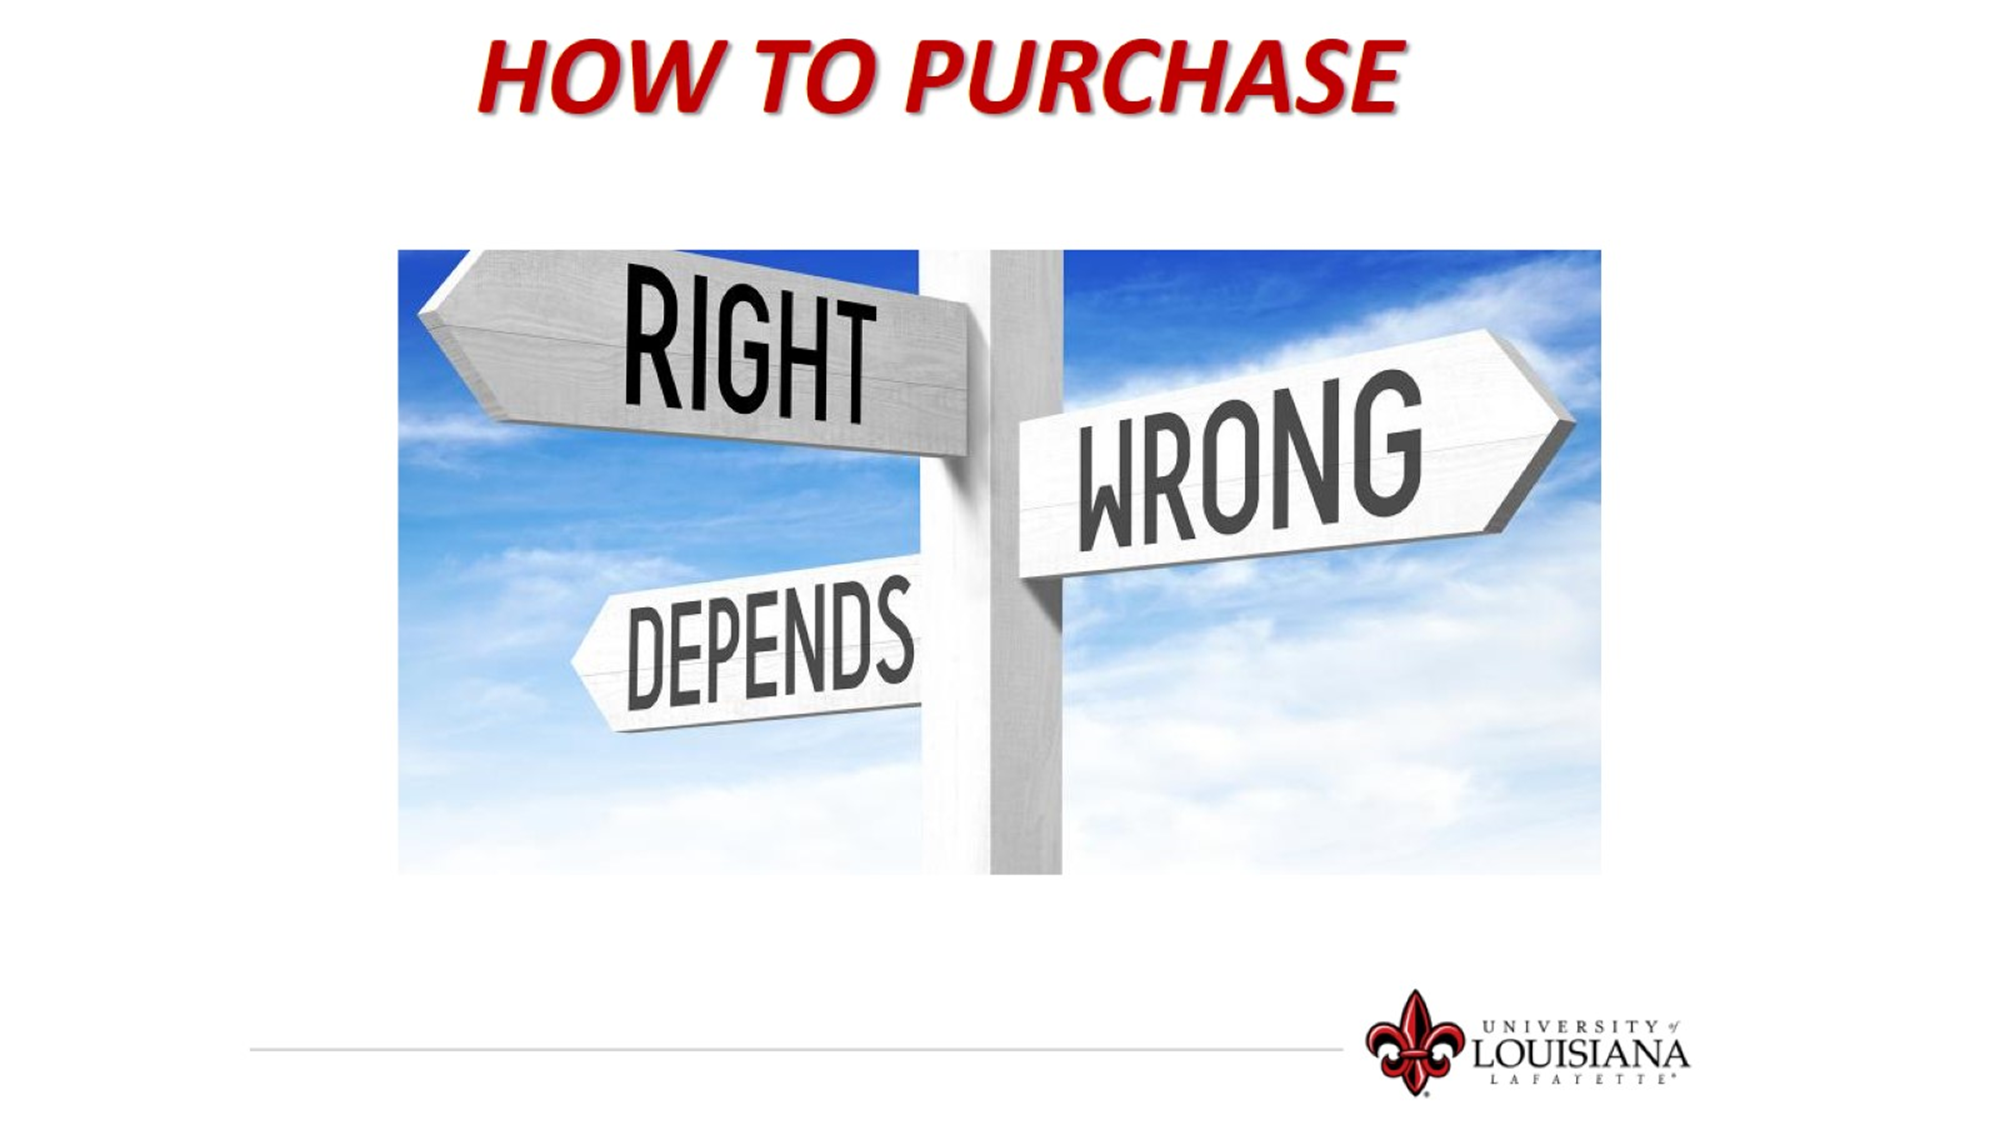 HOW TO PURCHASE
RIGHT
WRONG
DEPENDS
UNIVERSITY of
LOUISIANA
LAFAYETTE®